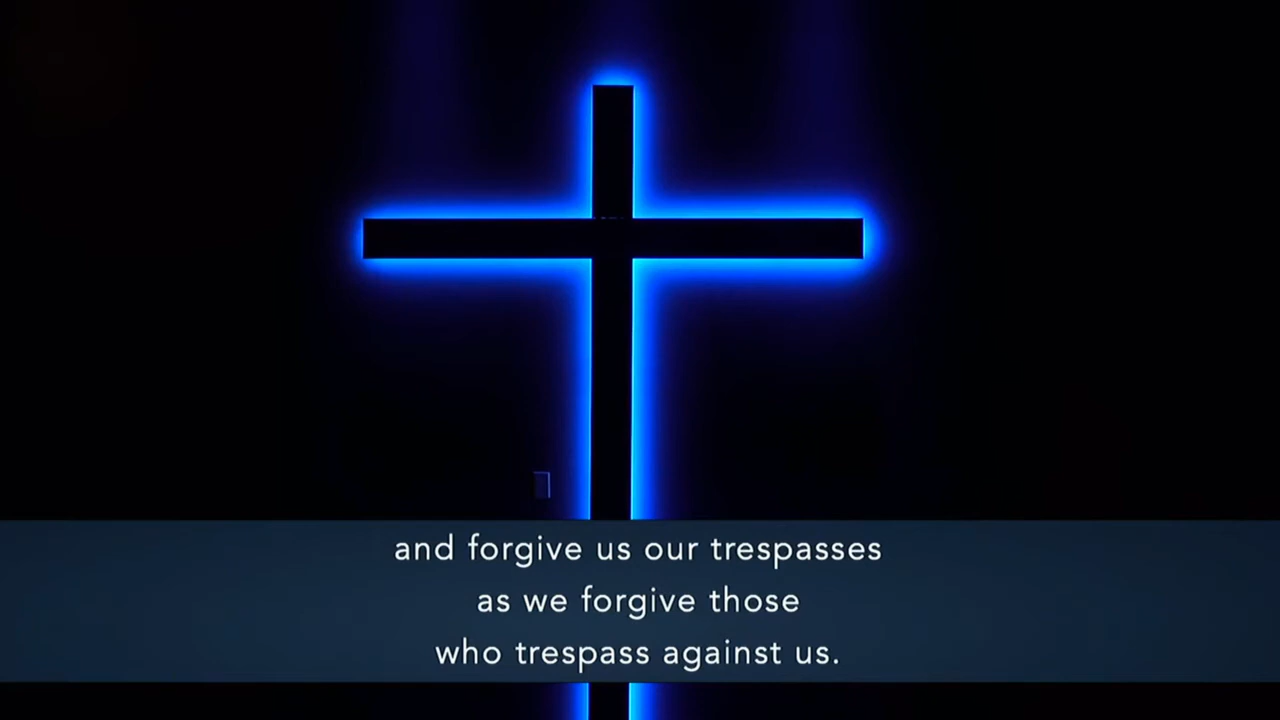 and forgive us our trespasses
as we forgive those
who trespass against us.